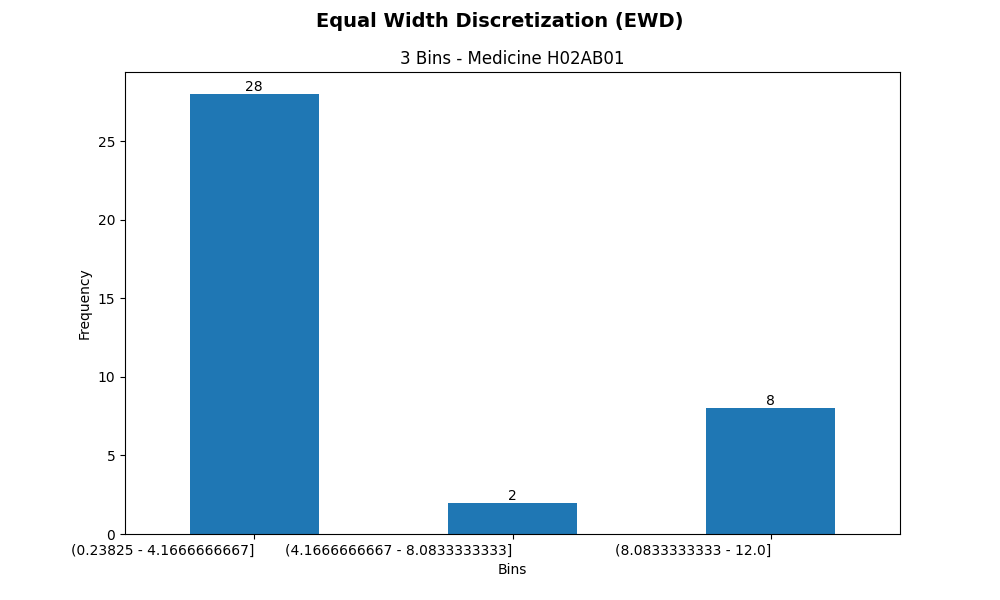 Equal Width Discretization (EWD)
3 Bins - Medicine H02AB01
28
25
20
15
10
8
5
2
0
Frequency
(0.23825 - 4.1666666667]
(4.1666666667 - 8.0833333333]
(8.0833333333 - 12.0]
Bins